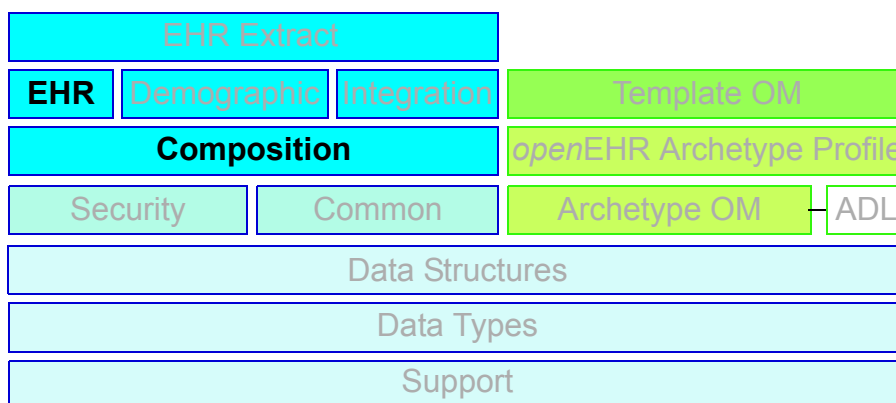 EHR Extract
EHR Demographic Integration Template OM
Composition openEHR Archetype Profile
Security Common Archetype OM ADL
Data Structures
Data Types
Support